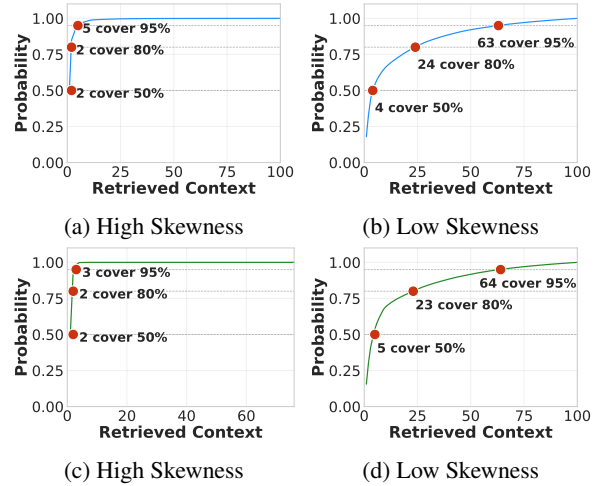 1.00
0.75
0.50
0.25
0.00
Probability
5 cover 95%
2 cover 80%
2 cover 50%
0 25 50 75 100
Retrieved Context
(a) High Skewness
1.00
0.75
0.50
0.25
0.00
Probability
63 cover 95%
24 cover 80%
4 cover 50%
0 25 50 75 100
Retrieved Context
(b) Low Skewness
1.00
0.75
0.50
0.25
0.00
Probability
3 cover 95%
2 cover 80%
2 cover 50%
0 20 40 60
Retrieved Context
(c) High Skewness
1.00
0.75
0.50
0.25
0.00
Probability
64 cover 95%
23 cover 80%
5 cover 50%
0 25 50 75 100
Retrieved Context
(d) Low Skewness